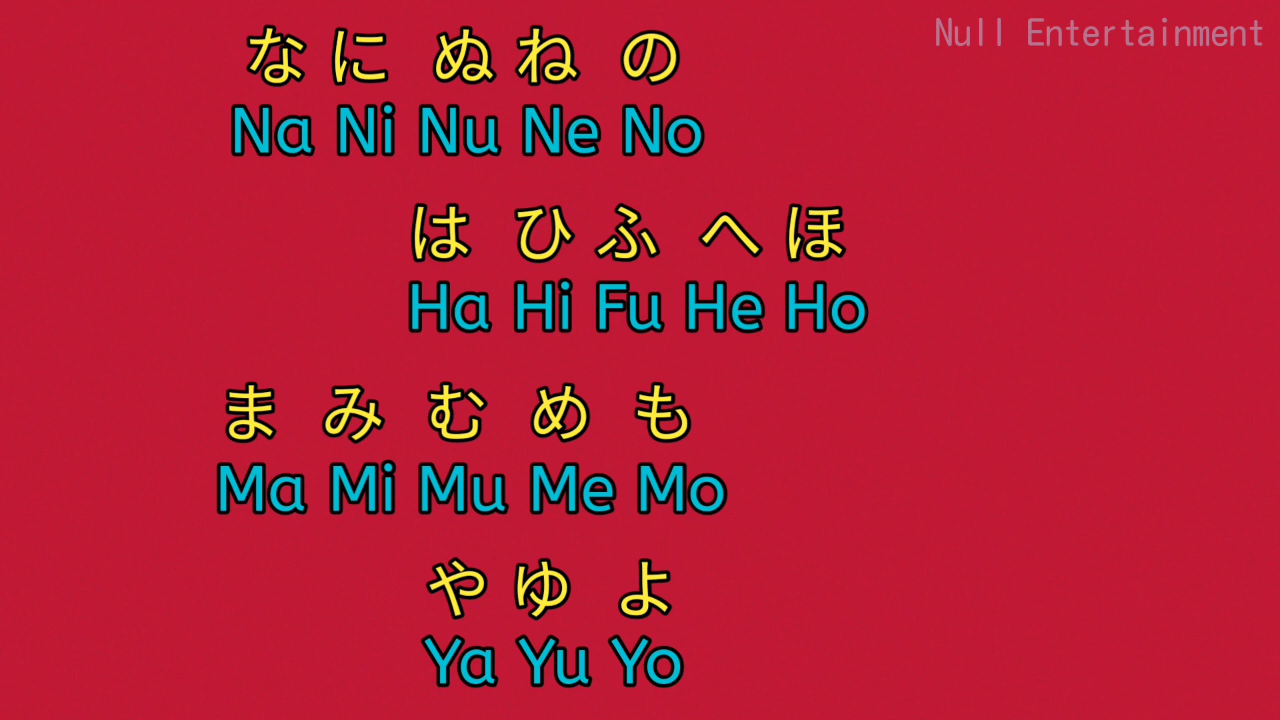 Null Entertainment
な に ぬ ね の
Na Ni Nu Ne No
は ひ ふ へ ほ
Ha Hi Fu He Ho
ま み む め も
Ma Mi Mu Me Mo
や ゆ よ
Ya Yu Yo